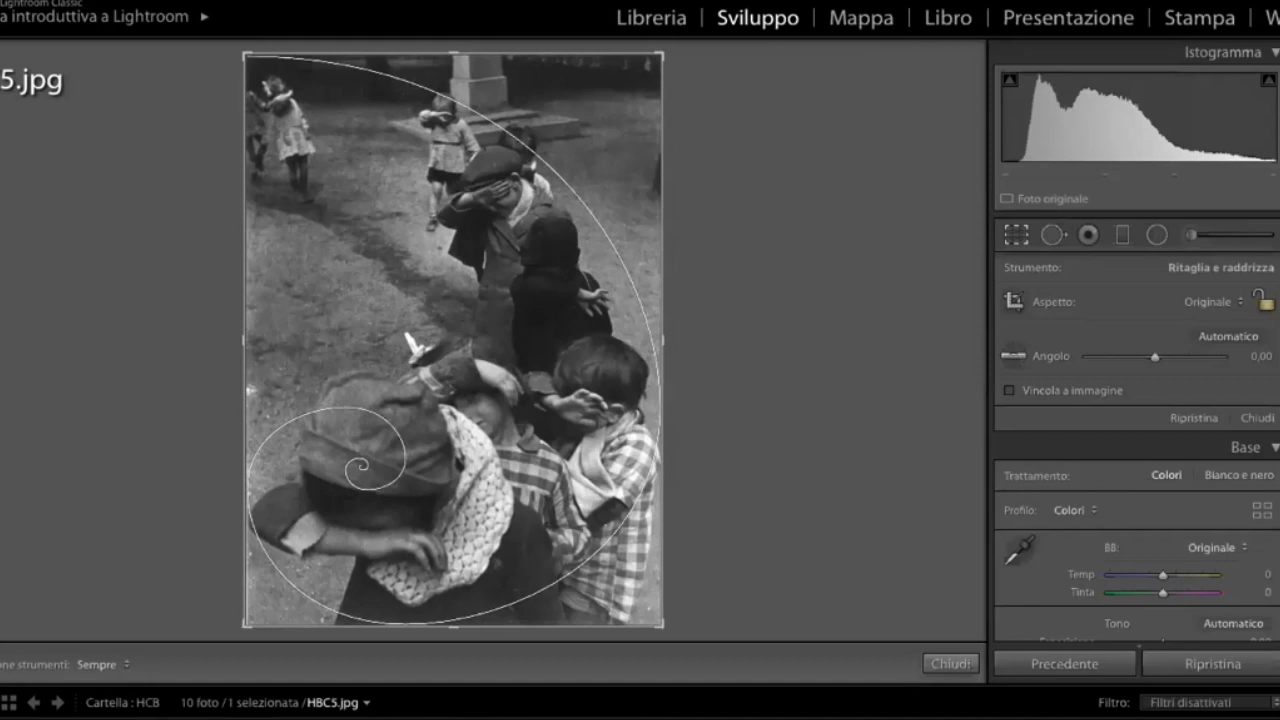 Lightroom Classic
a introduttiva a Lightroom
Libreria | Sviluppo | Mappa | Libro | Presentazione | Stampa | W
5.jpg
Istogramma
Foto originale
Strumento: Ritaglia e raddrizza
Aspetto: Originale
Automatico
Angolo 0,00
Vincola a immagine
Ripristina Chiudi
Base
Trattamento: Colori Bianco e nero
Profilo: Colori
BB: Originale
Temp 0
Tinta 0
Tono Automatico
one strumenti: Sempre
Chiudi
Precedente Ripristina
Cartella : HCB 10 foto / 1 selezionata / HBC5.jpg
Filtro: Filtri disattivati